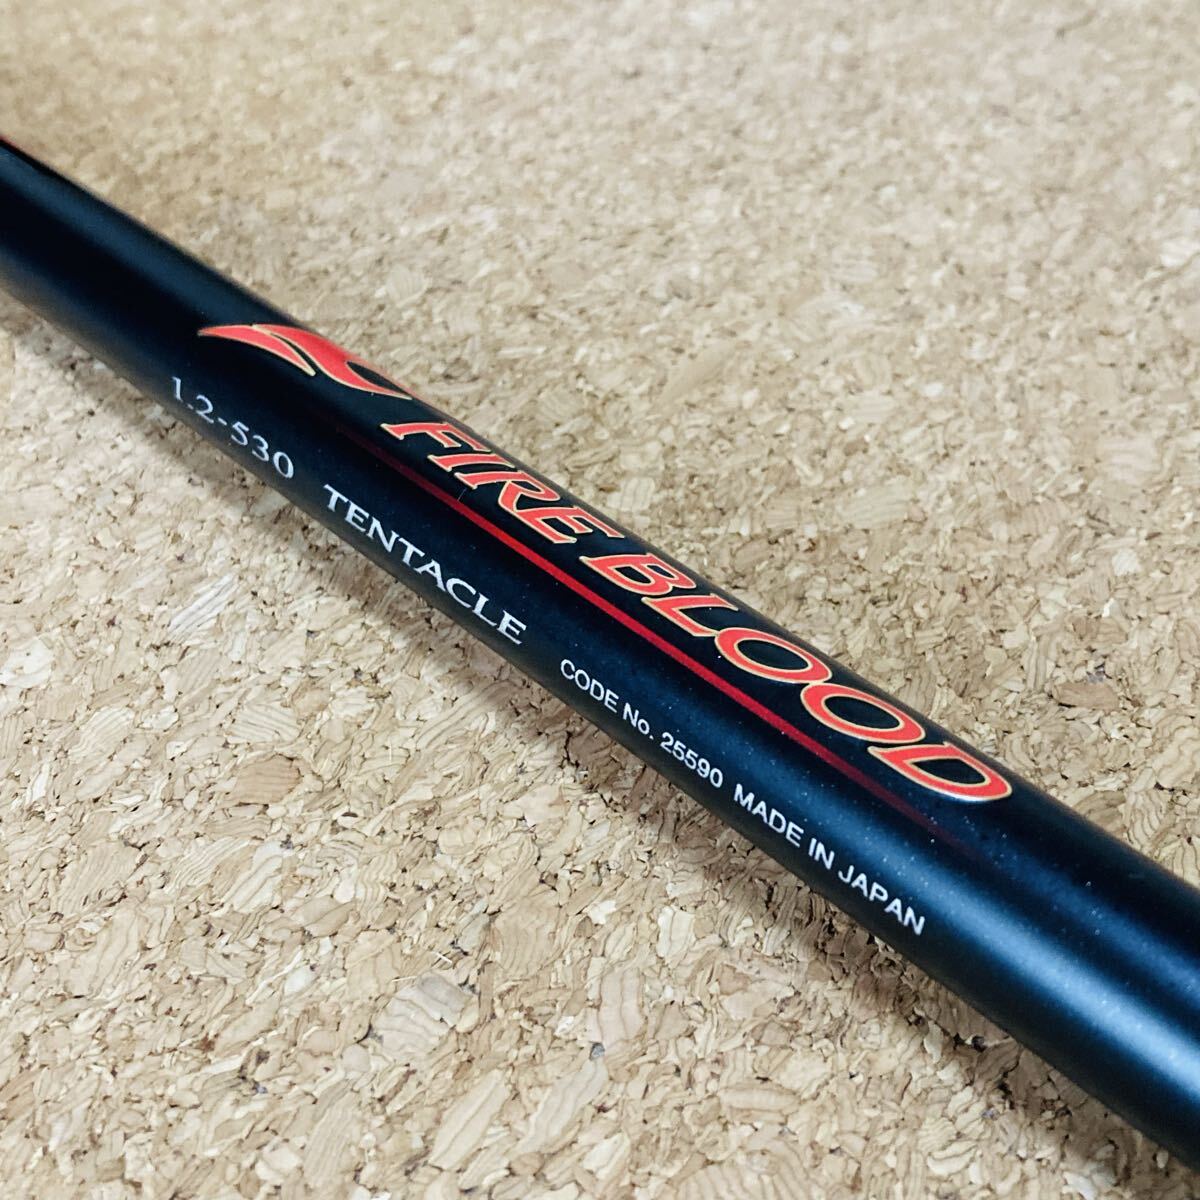 FIRE BLOOD
1.2-530 TENTACLE CODE No. 25590 MADE IN JAPAN